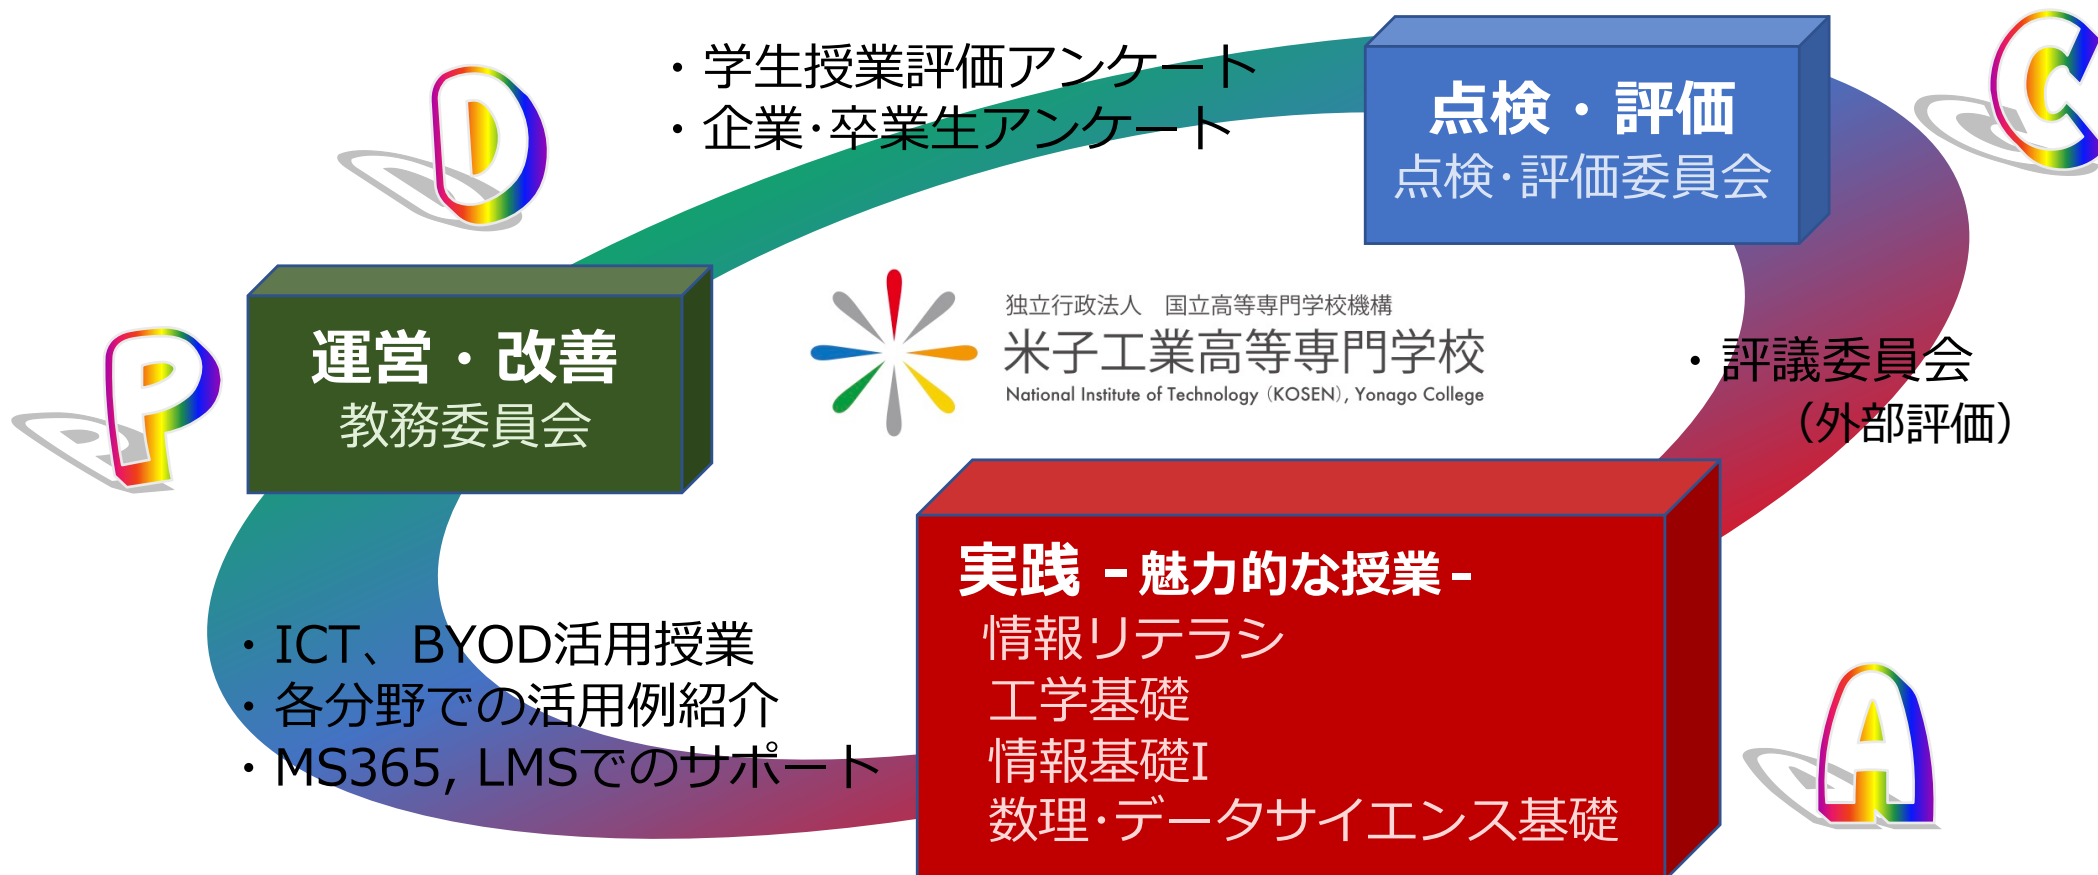 D
・学生授業評価アンケート
・企業･卒業生アンケート
点検・評価
点検･評価委員会
C
P
運営・改善
教務委員会
独立行政法人　国立高等専門学校機構
米子工業高等専門学校
National Institute of Technology (KOSEN), Yonago College
・評議委員会
（外部評価）
・ICT、BYOD活用授業
・各分野での活用例紹介
・MS365, LMSでのサポート
実践 -魅力的な授業-
情報リテラシ
工学基礎
情報基礎I
数理･データサイエンス基礎
A